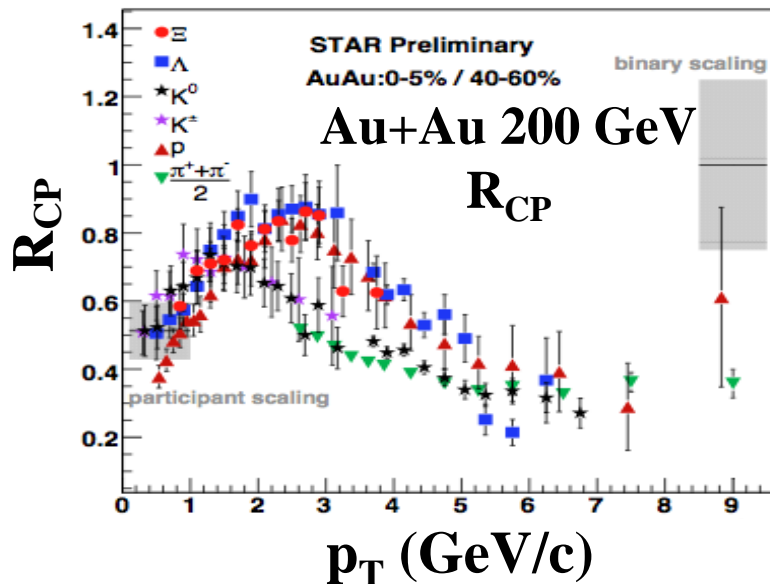 1.4
1.2
1
0.8
0.6
0.4
0.2
R_CP
Ξ
Λ
K⁰
K±
p
π⁺+π⁻
2
STAR Preliminary
AuAu:0-5% / 40-60%
binary scaling
Au+Au 200 GeV
R_CP
participant scaling
0 1 2 3 4 5 6 7 8 9
p_T (GeV/c)